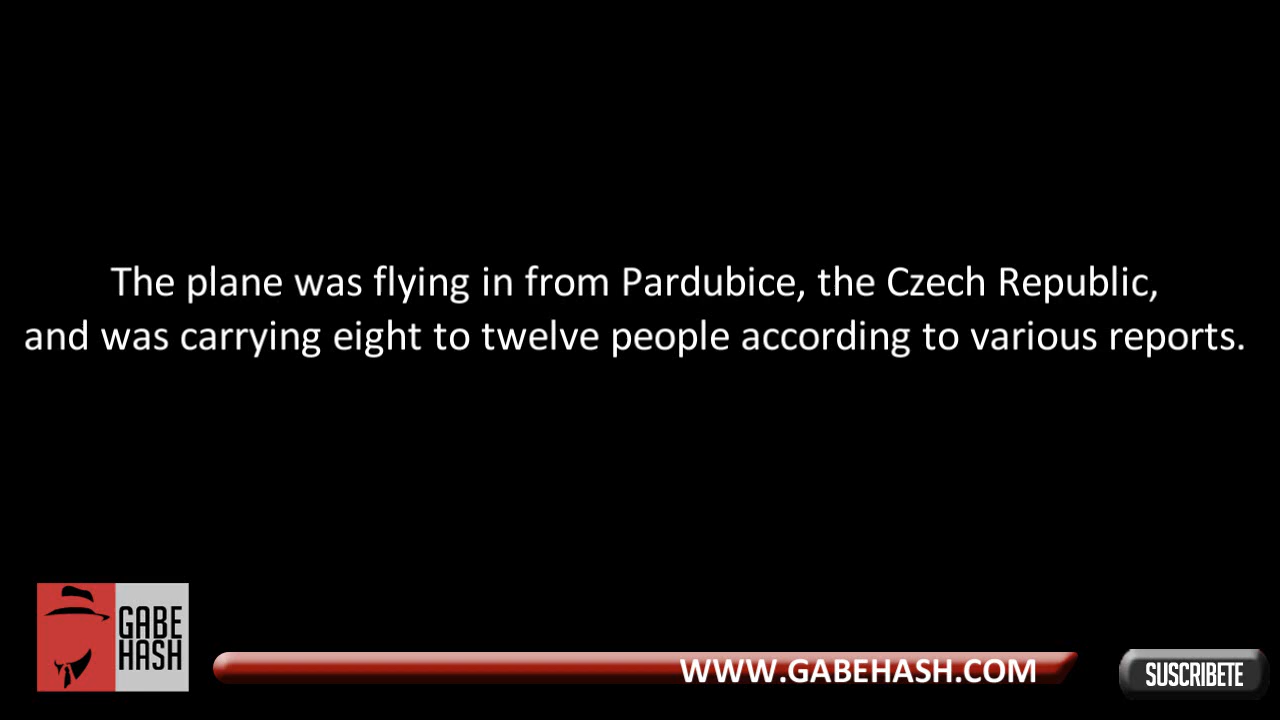 The plane was flying in from Pardubice, the Czech Republic,
and was carrying eight to twelve people according to various reports.
GABE
HASH
WWW.GABEHASH.COM
SUSCRIBETE